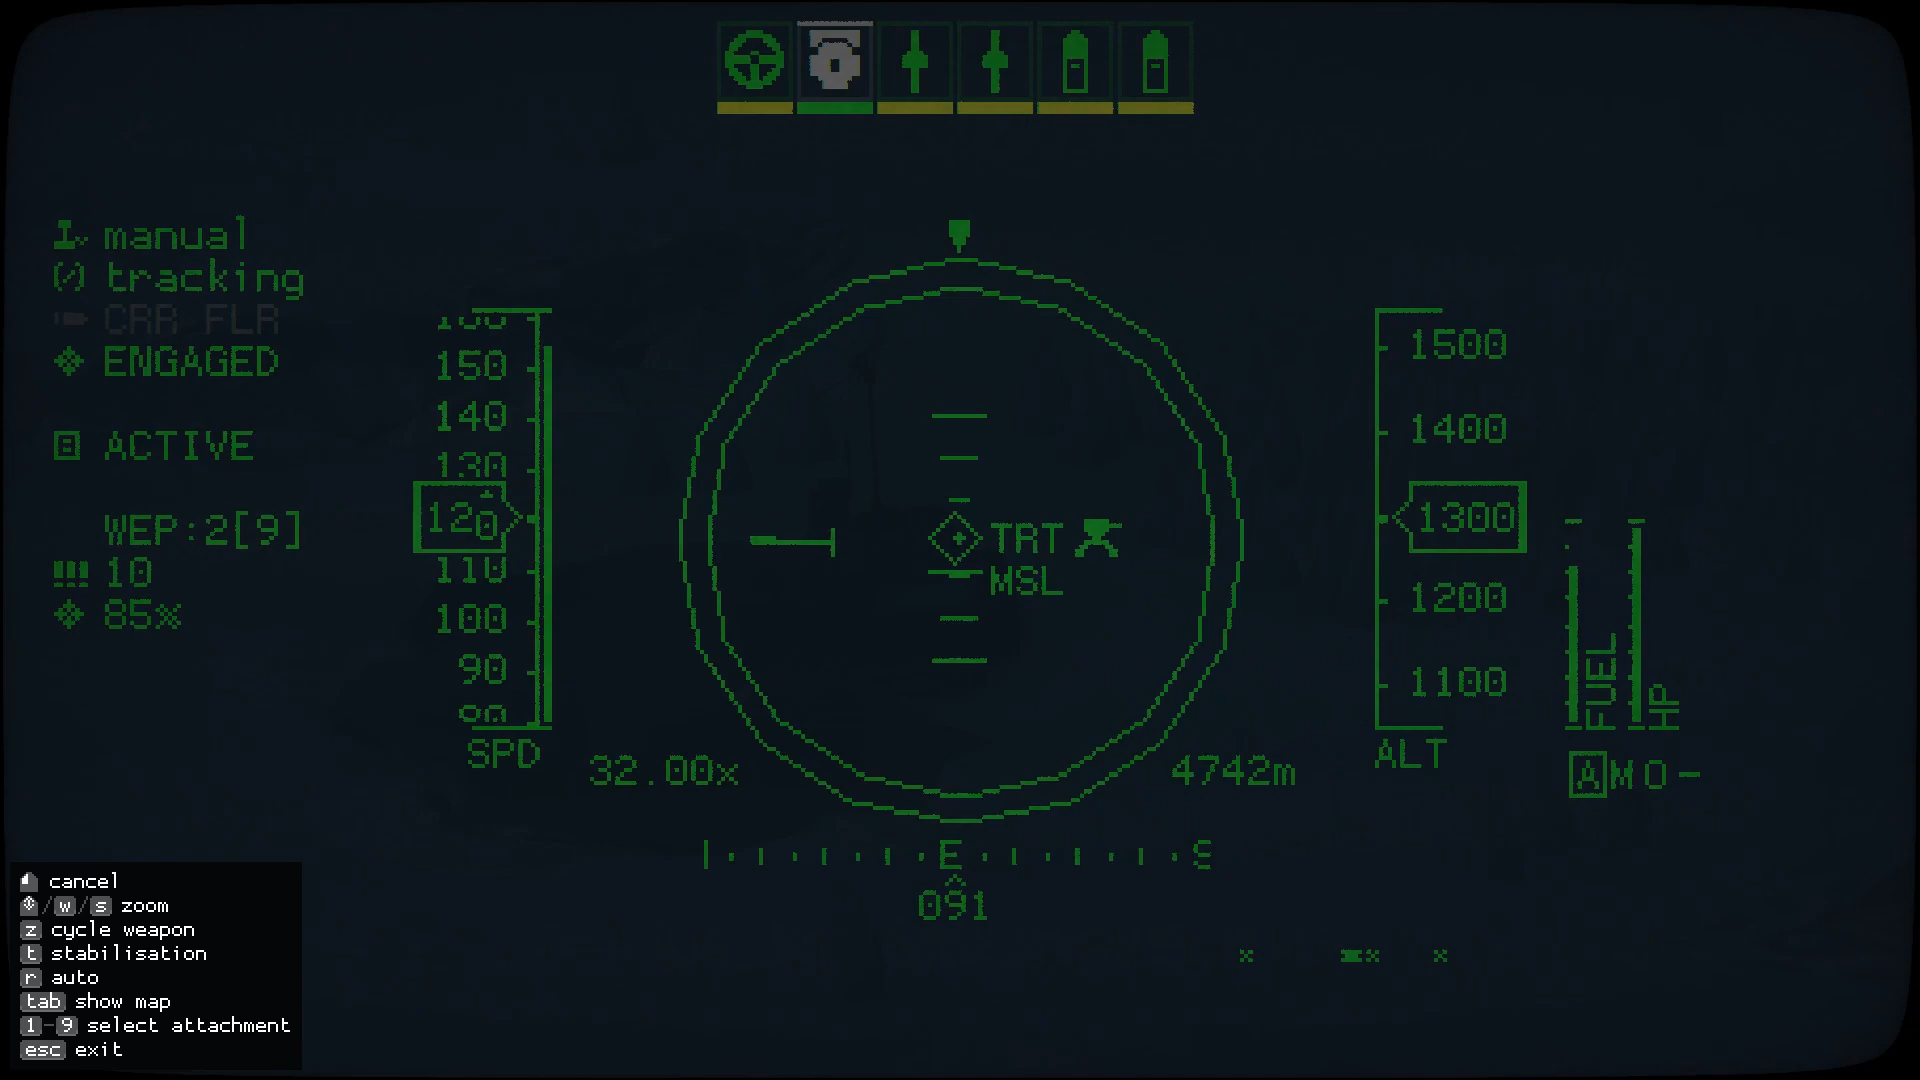 manual
tracking
CRR FLR
ENGAGED
ACTIVE
WEP:2[9]
10
85%
150
140
130
120
110
100
90
SPD
32.00x
TRT
MSL
4742m
1500
1400
1300
1200
1100
ALT
FUEL
HP
A M O -
E
091
cancel
/w/s zoom
z cycle weapon
t stabilisation
r auto
tab show map
1-9 select attachment
esc exit